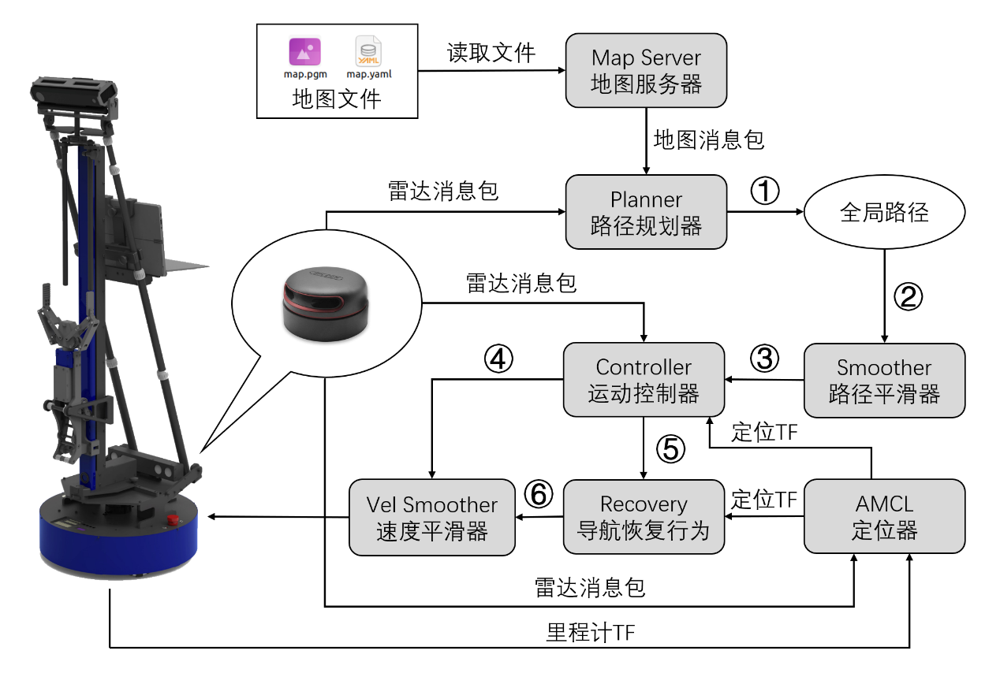 map.pgm
map.yaml
YAML
地图文件
读取文件
Map Server
地图服务器
地图消息包
雷达消息包
Planner
路径规划器
①
全局路径
雷达消息包
②
④
Controller
运动控制器
③
Smoother
路径平滑器
定位TF
⑤
Vel Smoother
速度平滑器
⑥
Recovery
导航恢复行为
定位TF
AMCL
定位器
雷达消息包
里程计TF